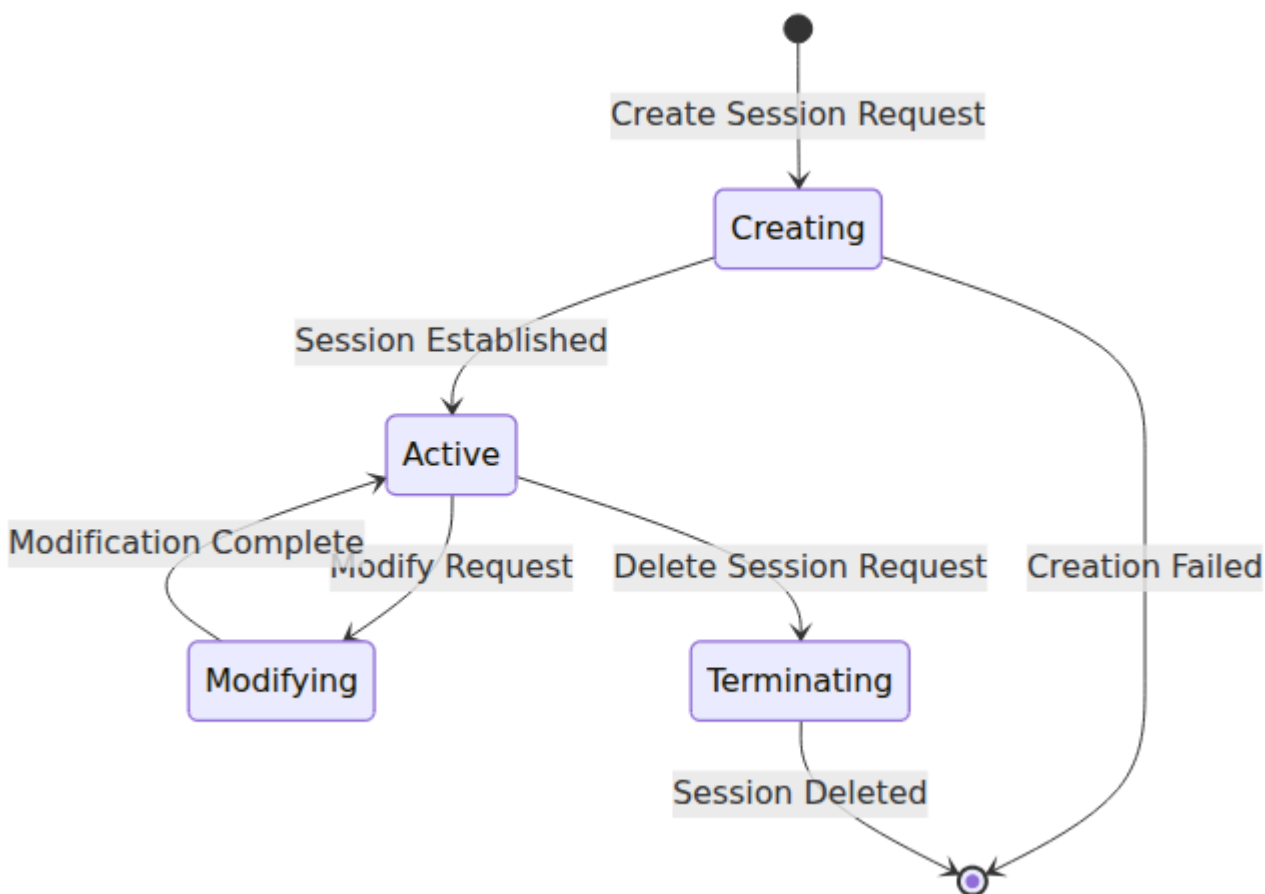 Create Session Request
Creating
Session Established
Active
Modification Complete
Modify Request
Delete Session Request
Creation Failed
Modifying
Terminating
Session Deleted